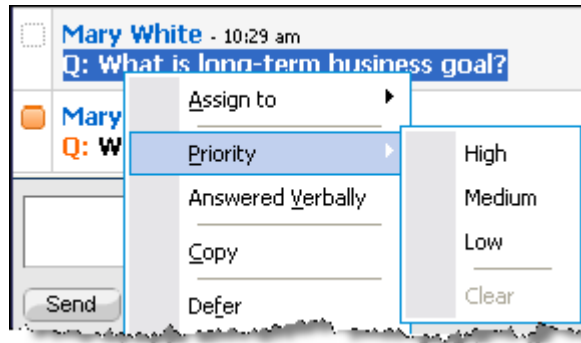 Mary White - 10:29 am
Q: What is long-term business goal?
Mary
Q: W
Assign to
Priority
Answered Verbally
Copy
Defer
High
Medium
Low
Clear
Send